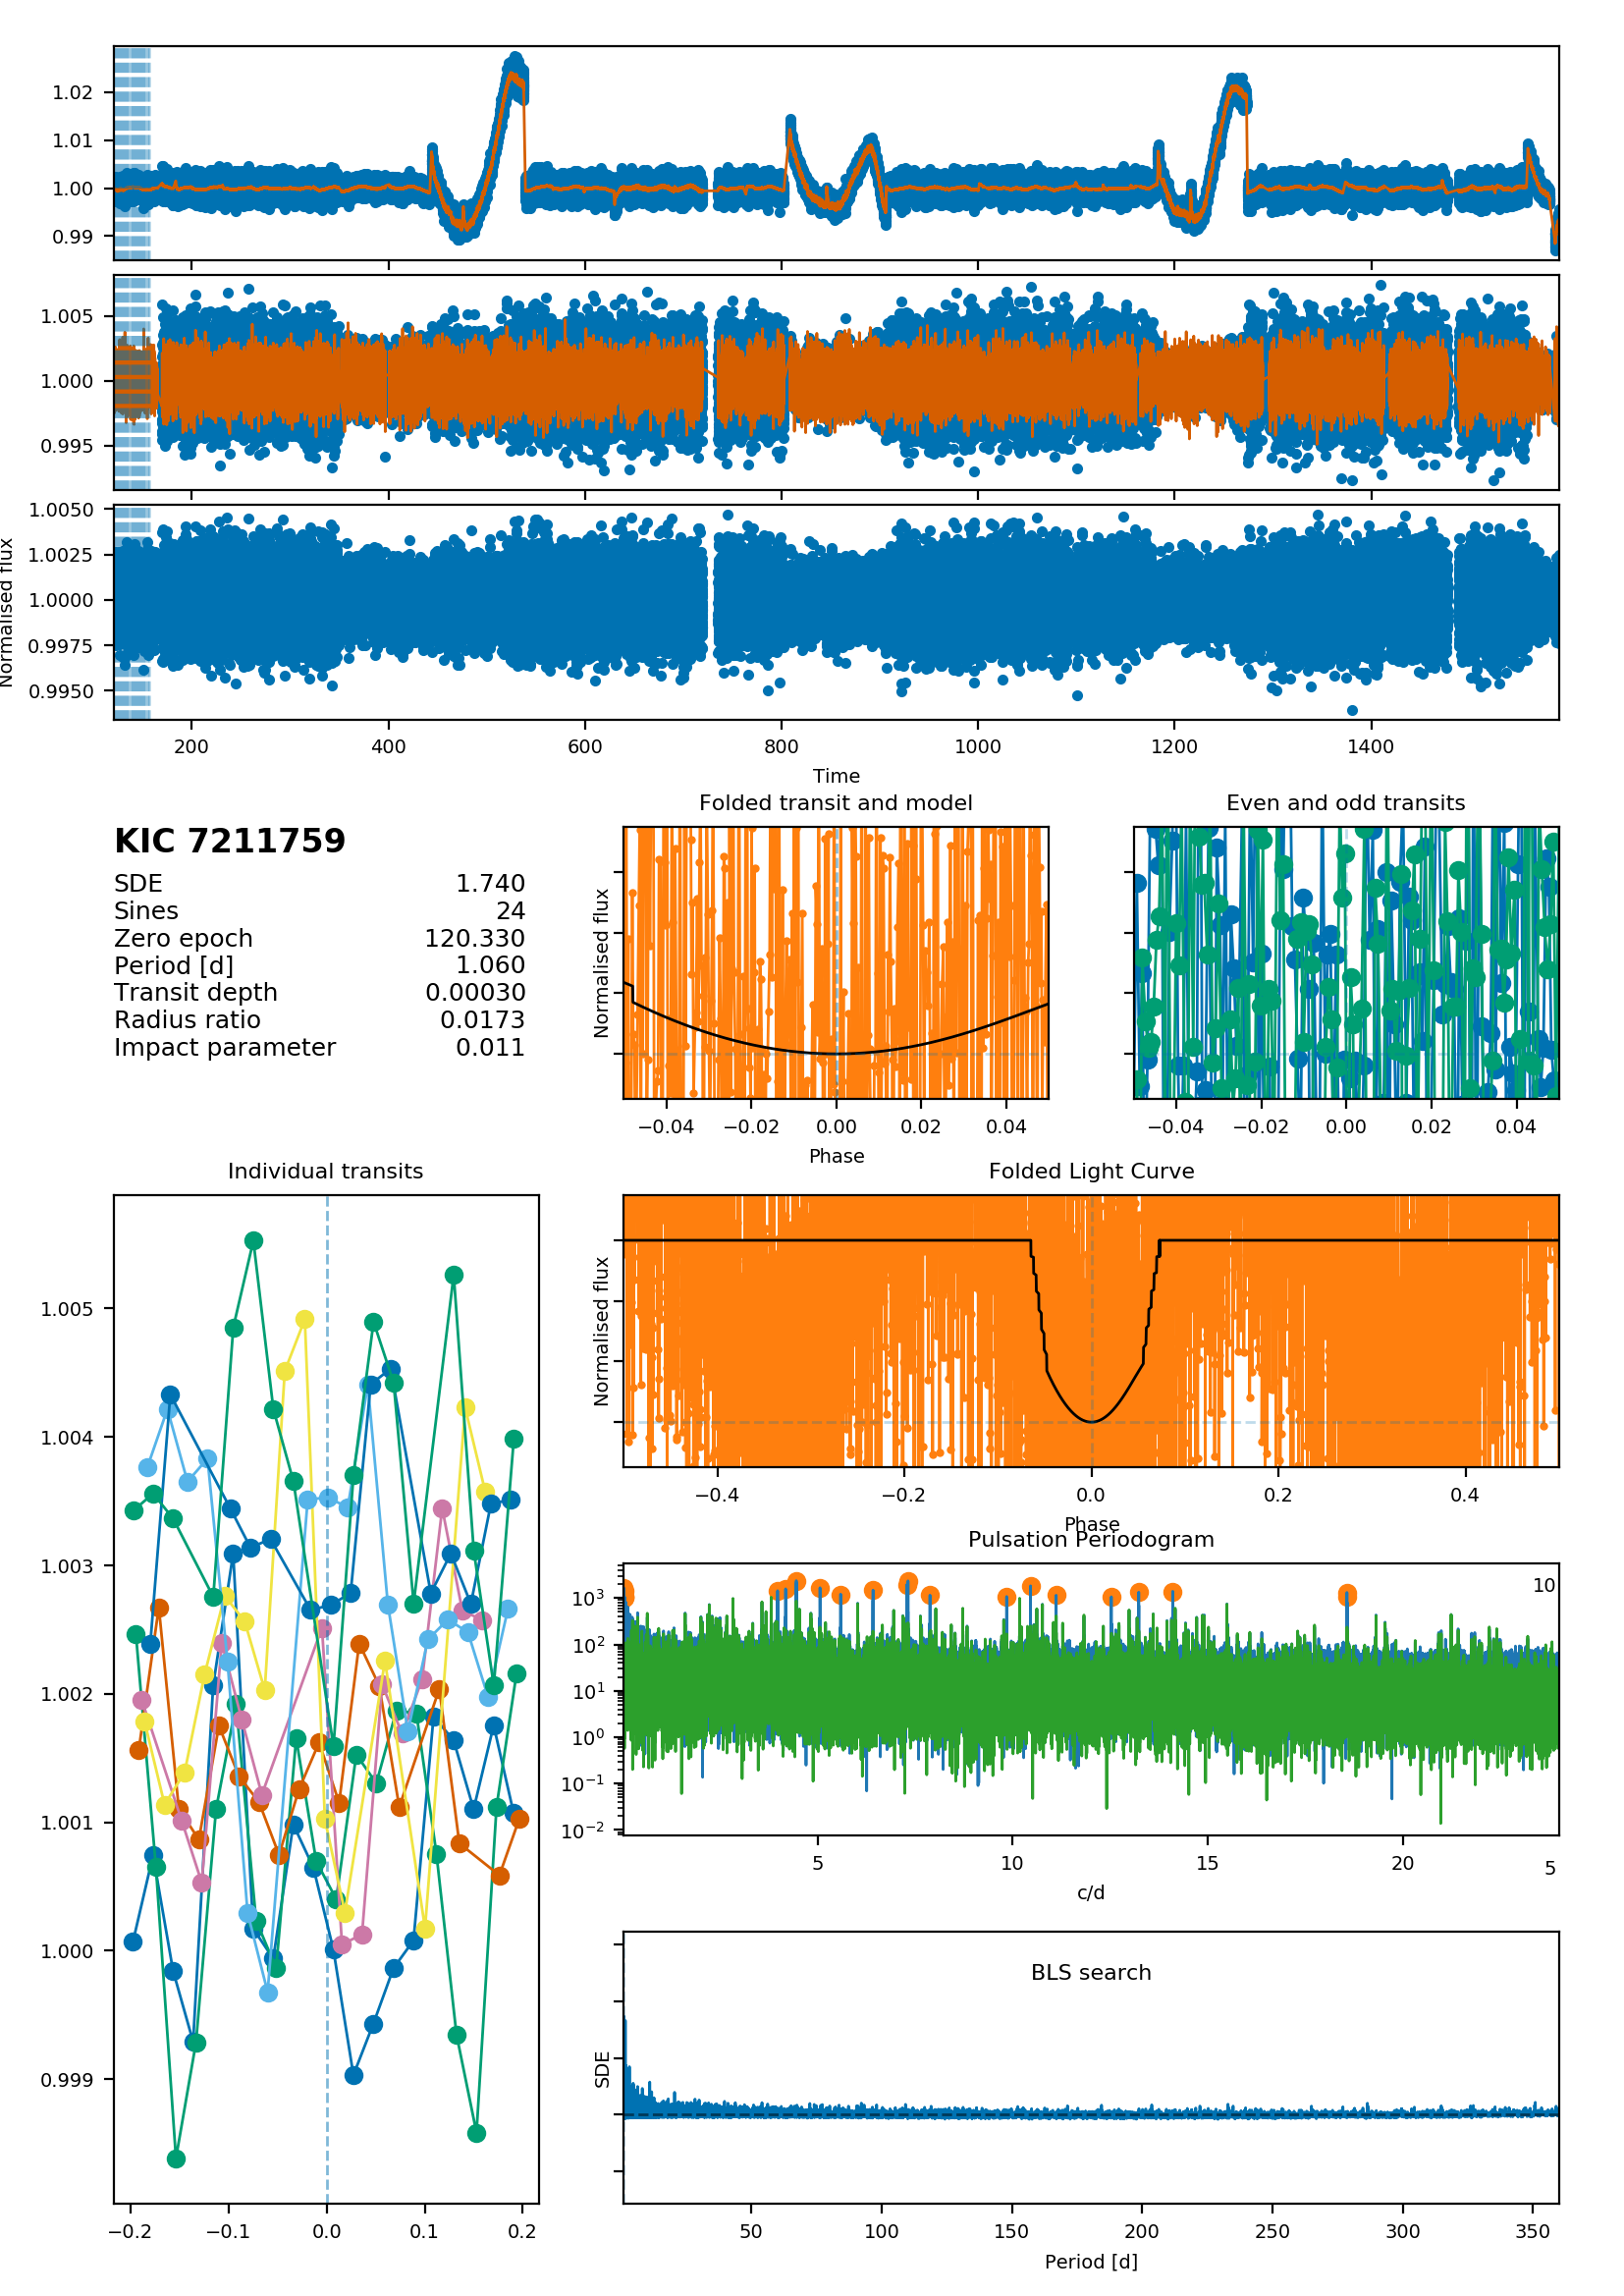 1.02
1.01
1.00
0.99
1.005
1.000
0.995
1.0050
1.0025
1.0000
0.9975
0.9950
Normalised flux
200 400 600 800 1000 1200 1400
Time
KIC 7211759
SDE 1.740
Sines 24
Zero epoch 120.330
Period [d] 1.060
Transit depth 0.00030
Radius ratio 0.0173
Impact parameter 0.011
Folded transit and model
Normalised flux
−0.04 −0.02 0.00 0.02 0.04
Phase
Even and odd transits
−0.04 −0.02 0.00 0.02 0.04
Individual transits
1.005
1.004
1.003
1.002
1.001
1.000
0.999
−0.2 −0.1 0.0 0.1 0.2
Folded Light Curve
Normalised flux
−0.4 −0.2 0.0 0.2 0.4
Phase
Pulsation Periodogram
10
10³
10²
10¹
10⁰
10⁻¹
10⁻²
5 10 15 20
5
c/d
BLS search
SDE
50 100 150 200 250 300 350
Period [d]